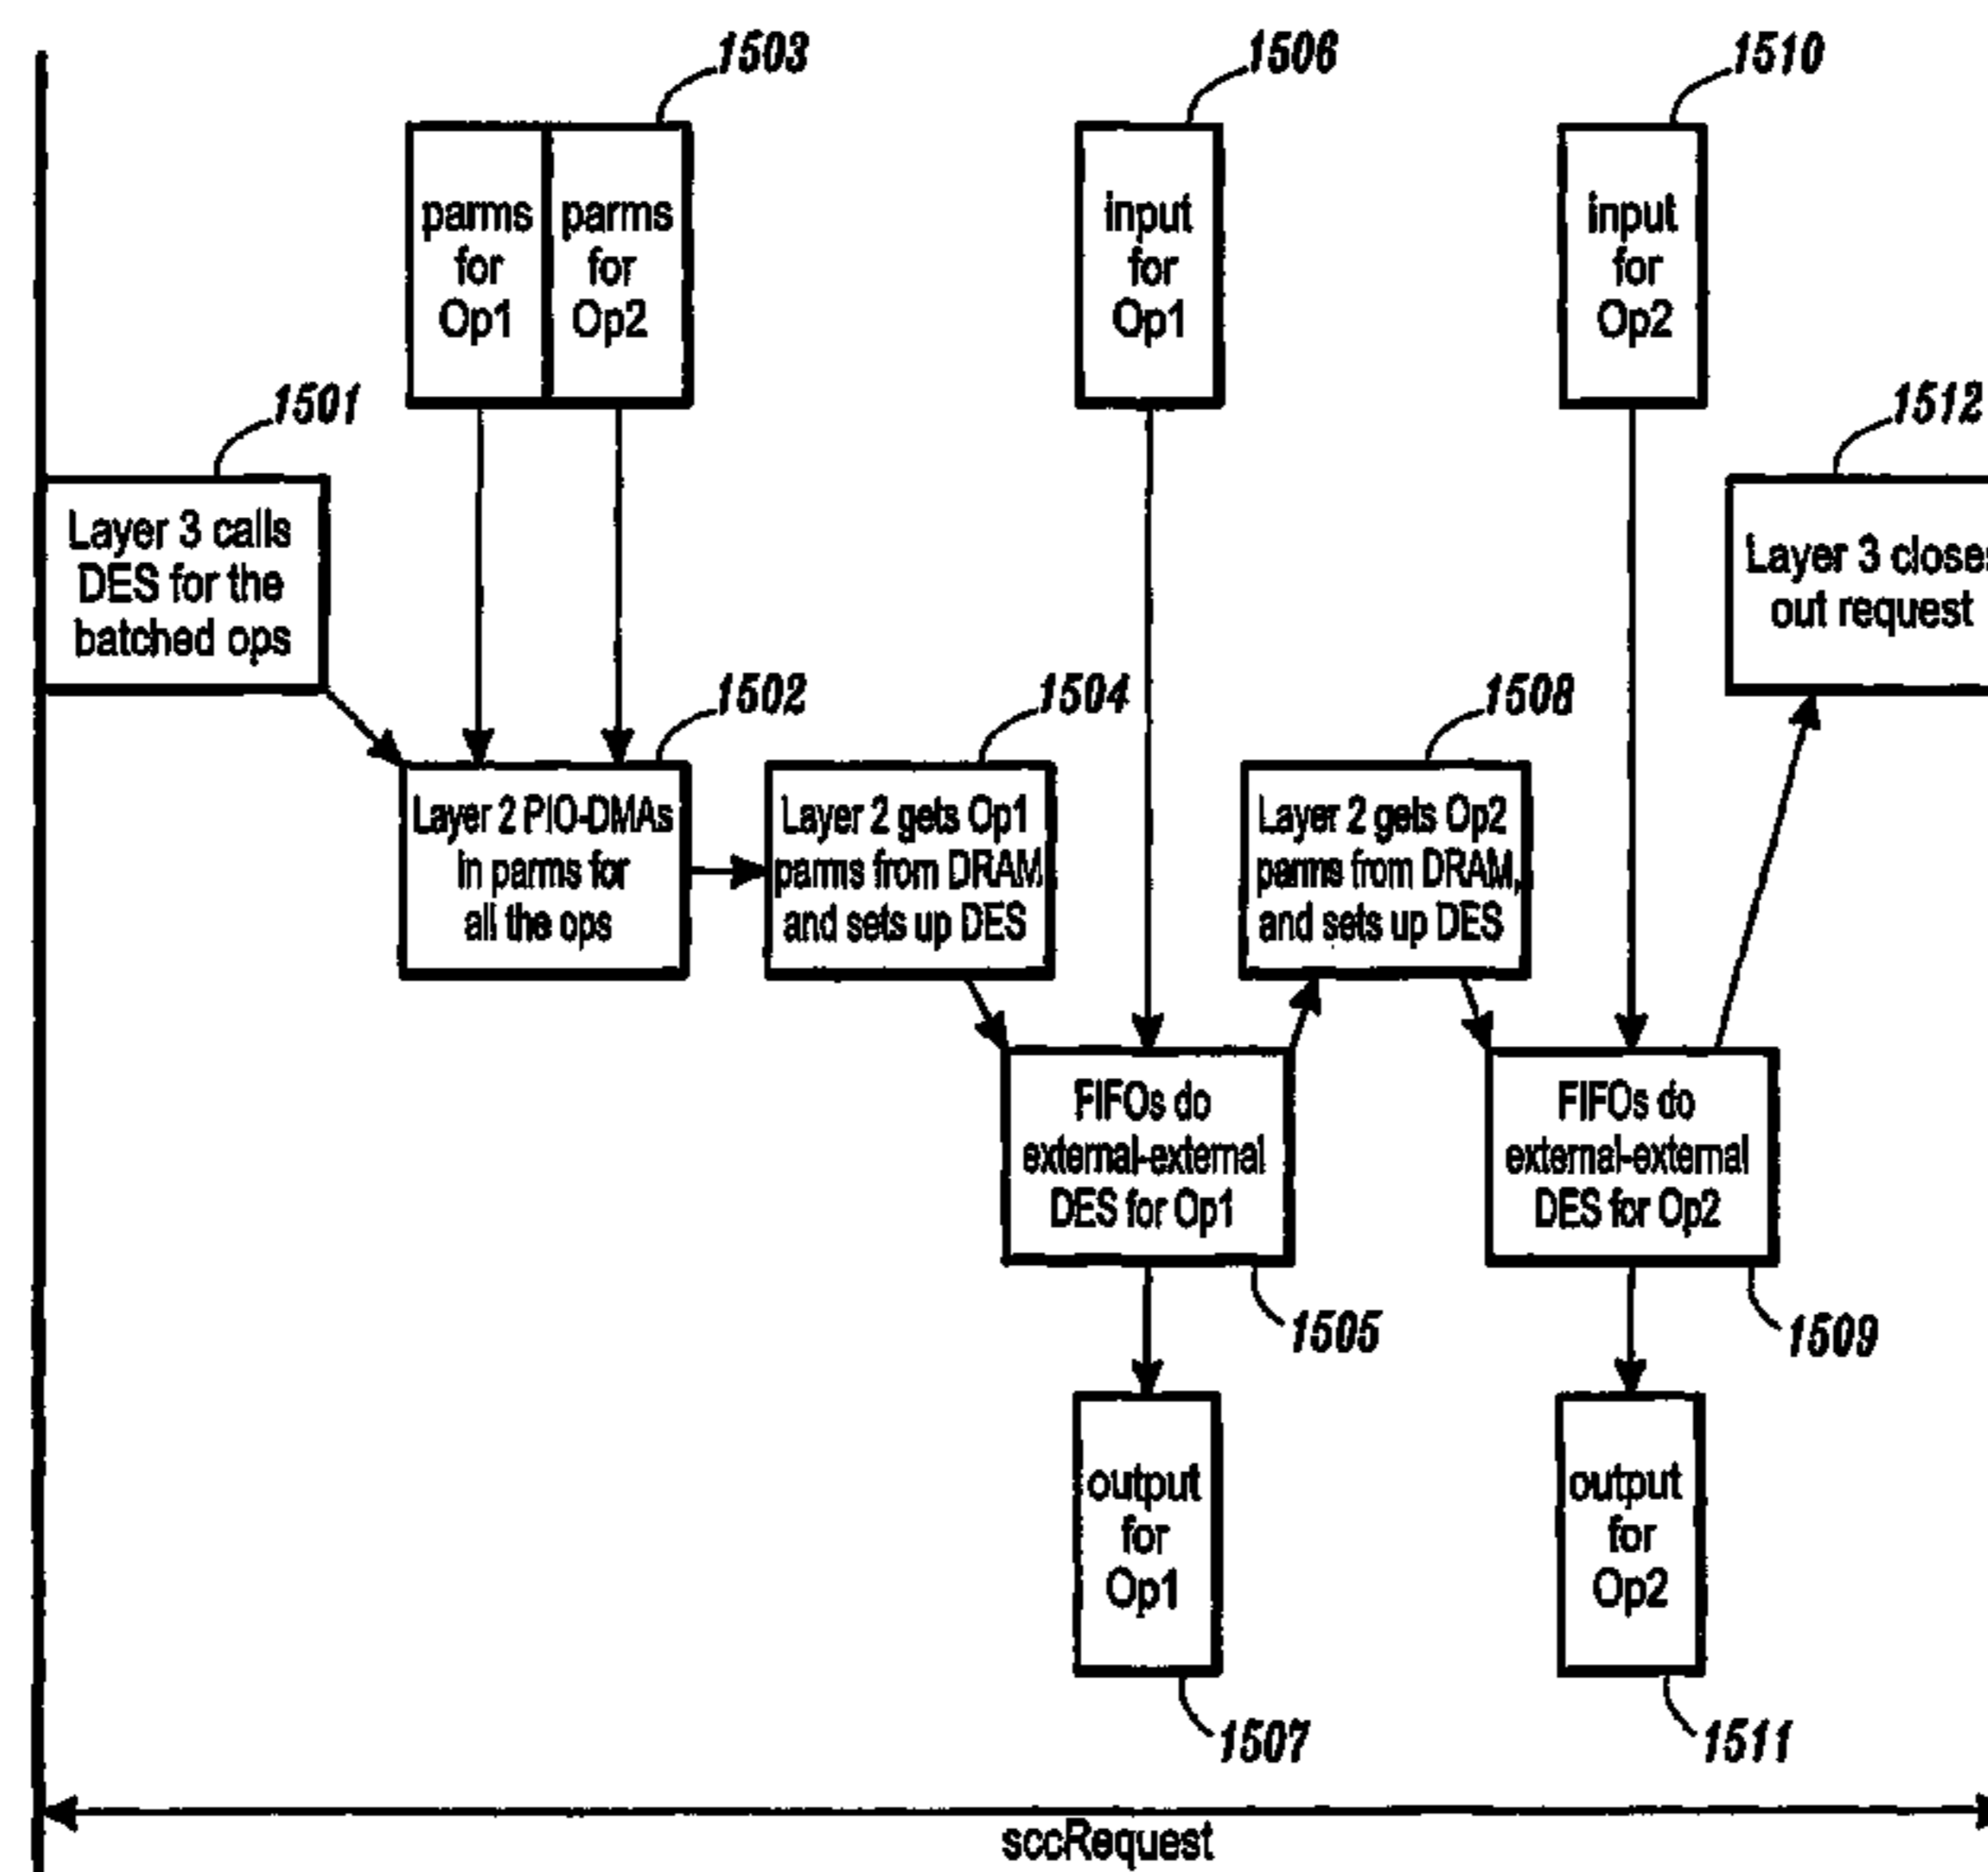 1503
1506
1510
parms
for
Op1
parms
for
Op2
input
for
Op1
input
for
Op2
1501
1512
Layer 3 calls
DES for the
batched ops
Layer 3 closes
out request
1502
1504
1508
Layer 2 PIO-DMAs
in parms for
all the ops
Layer 2 gets Op1
parms from DRAM
and sets up DES
Layer 2 gets Op2
parms from DRAM,
and sets up DES
FIFOs do
external-external
DES for Op1
FIFOs do
external-external
DES for Op2
1505
1509
output
for
Op1
output
for
Op2
1507
1511
sccRequest